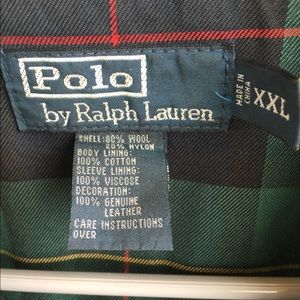 Polo
by Ralph Lauren
MADE IN
CHINA
XXL
SHELL: 80% WOOL
20% NYLON
BODY LINING:
100% COTTON
SLEEVE LINING:
100% VISCOSE
DECORATION:
100% GENUINE
LEATHER
CARE INSTRUCTIONS
OVER